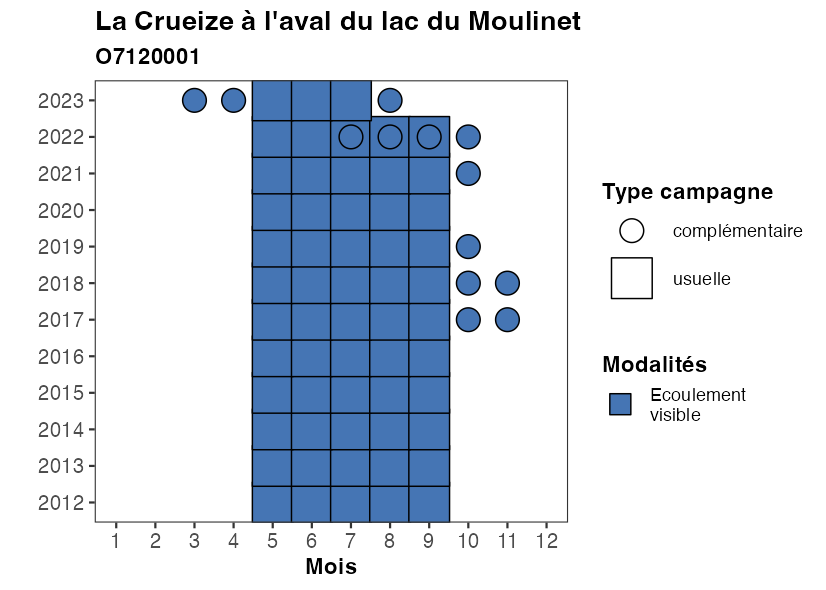 La Crueize à l'aval du lac du Moulinet
O7120001
2023
2022
2021
2020
2019
2018
2017
2016
2015
2014
2013
2012
1 2 3 4 5 6 7 8 9 10 11 12
Mois
Type campagne
complémentaire
usuelle
Modalités
Ecoulement
visible